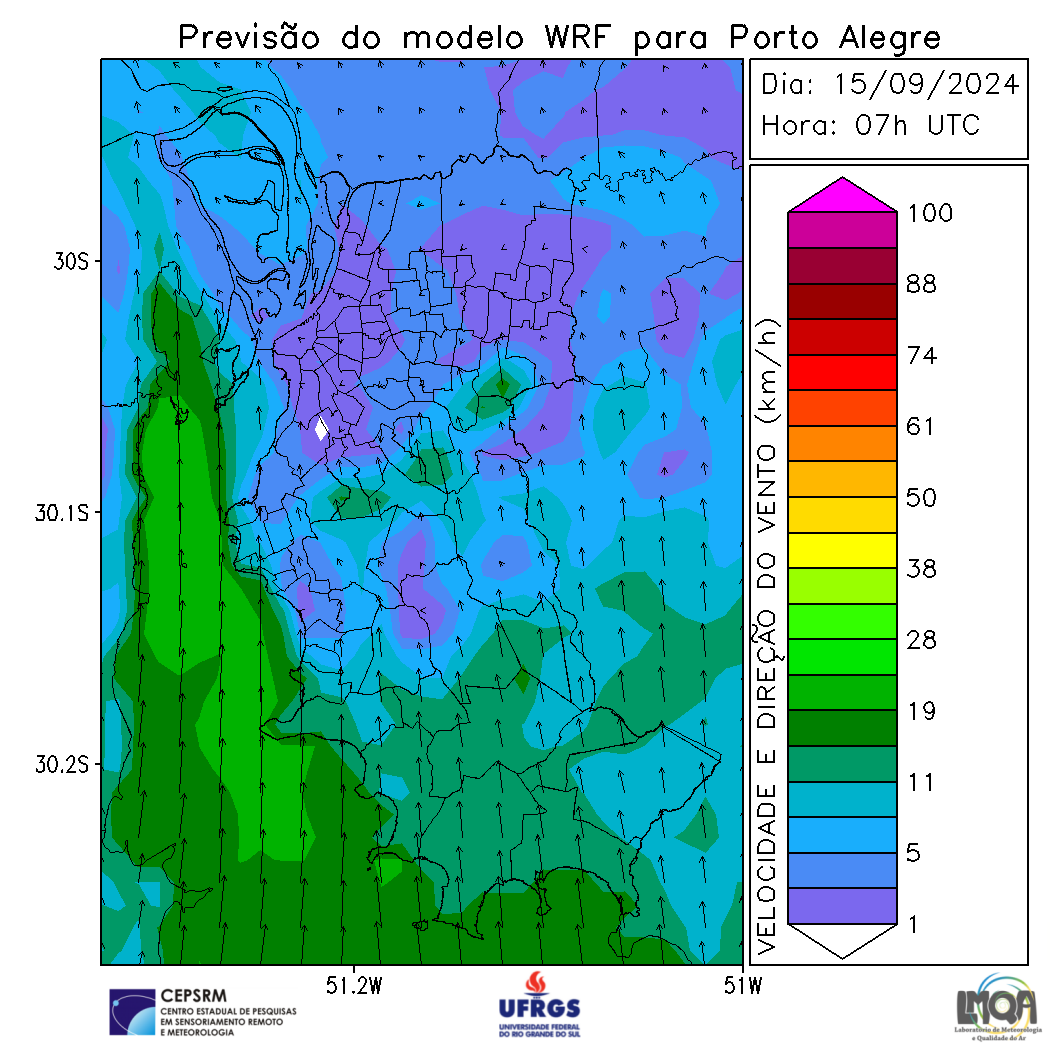 Previsão do modelo WRF para Porto Alegre
Dia: 15/09/2024
Hora: 07h UTC
30S
30.1S
30.2S
51.2W
51W
VELOCIDADE E DIREÇÃO DO VENTO (km/h)
100
88
74
61
50
38
28
19
11
5
1
CEPSRM
CENTRO ESTADUAL DE PESQUISAS
EM SENSORIAMENTO REMOTO
E METEOROLOGIA
UFRGS
UNIVERSIDADE FEDERAL
DO RIO GRANDE DO SUL
LMQA
Laboratório de Meteorologia
e Qualidade do Ar